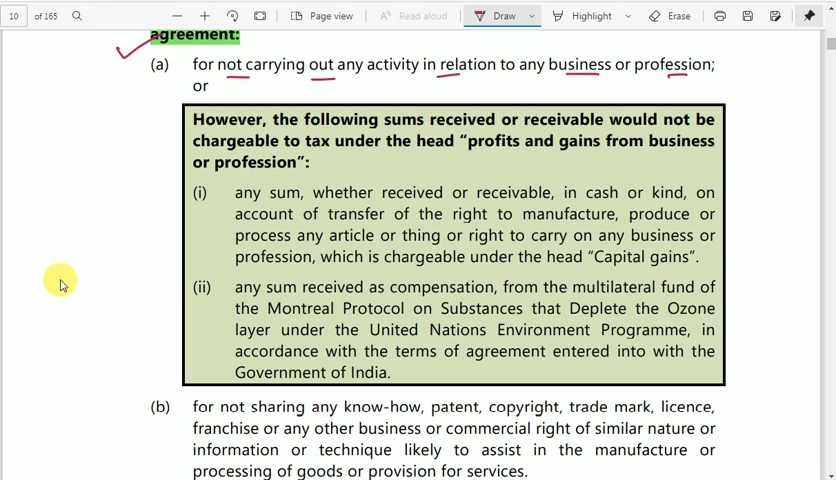 10 of 165 Page view Read aloud Draw Highlight Erase
agreement:
(a) for not carrying out any activity in relation to any business or profession;
or
However, the following sums received or receivable would not be
chargeable to tax under the head “profits and gains from business
or profession”:
(i) any sum, whether received or receivable, in cash or kind, on
account of transfer of the right to manufacture, produce or
process any article or thing or right to carry on any business or
profession, which is chargeable under the head “Capital gains”.
(ii) any sum received as compensation, from the multilateral fund of
the Montreal Protocol on Substances that Deplete the Ozone
layer under the United Nations Environment Programme, in
accordance with the terms of agreement entered into with the
Government of India.
(b) for not sharing any know-how, patent, copyright, trade mark, licence,
franchise or any other business or commercial right of similar nature or
information or technique likely to assist in the manufacture or
processing of goods or provision for services.